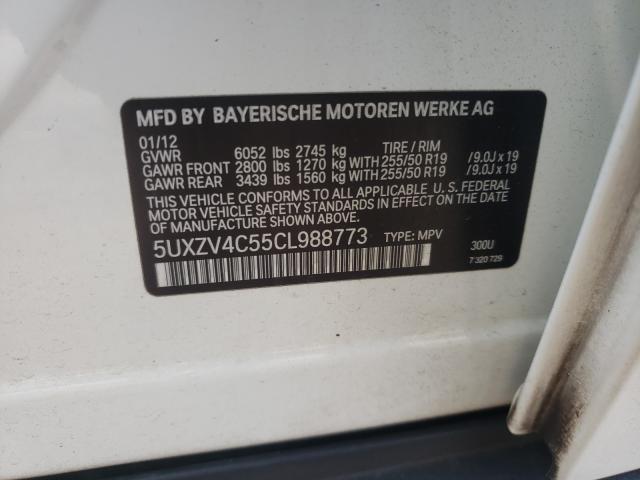 MFD BY BAYERISCHE MOTOREN WERKE AG
01/12
GVWR 6052 lbs 2745 kg TIRE / RIM
GAWR FRONT 2800 lbs 1270 kg WITH 255/50 R19 /9.0J x 19
GAWR REAR 3439 lbs 1560 kg WITH 255/50 R19 /9.0J x 19
THIS VEHICLE CONFORMS TO ALL APPLICABLE U. S. FEDERAL
MOTOR VEHICLE SAFETY STANDARDS IN EFFECT ON THE DATE
OF MANUFACTURE SHOWN ABOVE.
5UXZV4C55CL988773 TYPE: MPV 300U
7 320 729